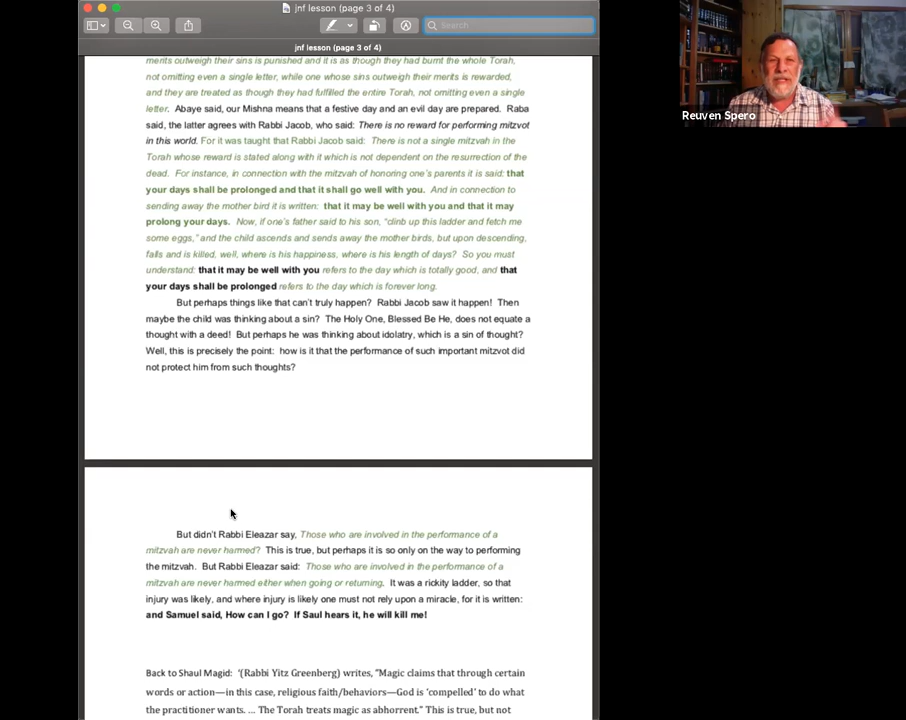 jnf lesson (page 3 of 4)
Search
jnf lesson (page 3 of 4)
merits outweigh their sins is punished and it is as though they had burnt the whole Torah,
not omitting even a single letter, while one whose sins outweigh their merits is rewarded,
and they are treated as though they had fulfilled the entire Torah, not omitting even a single
letter. Abaye said, our Mishna means that a festive day and an evil day are prepared. Raba
said, the latter agrees with Rabbi Jacob, who said: There is no reward for performing mitzvot
in this world. For it was taught that Rabbi Jacob said: There is not a single mitzvah in the
Torah whose reward is stated along with it which is not dependent on the resurrection of the
dead. For instance, in connection with the mitzvah of honoring one's parents it is said: that
your days shall be prolonged and that it shall go well with you. And in connection to
sending away the mother bird it is written: that it may be well with you and that it may
prolong your days. Now, if one's father said to his son, "climb up this ladder and fetch me
some eggs," and the child ascends and sends away the mother birds, but upon descending,
falls and is killed, well, where is his happiness, where is his length of days? So you must
understand: that it may be well with you refers to the day which is totally good, and that
your days shall be prolonged refers to the day which is forever long.
But perhaps things like that can't truly happen? Rabbi Jacob saw it happen! Then
maybe the child was thinking about a sin? The Holy One, Blessed Be He, does not equate a
thought with a deed! But perhaps he was thinking about idolatry, which is a sin of thought?
Well, this is precisely the point: how is it that the performance of such important mitzvot did
not protect him from such thoughts?
But didn't Rabbi Eleazar say, Those who are involved in the performance of a
mitzvah are never harmed? This is true, but perhaps it is so only on the way to performing
the mitzvah. But Rabbi Eleazar said: Those who are involved in the performance of a
mitzvah are never harmed either when going or returning. It was a rickity ladder, so that
injury was likely, and where injury is likely one must not rely upon a miracle, for it is written:
and Samuel said, How can I go? If Saul hears it, he will kill me!
Back to Shaul Magid: '(Rabbi Yitz Greenberg) writes, "Magic claims that through certain
words or action—in this case, religious faith/behaviors—God is 'compelled' to do what
the practitioner wants. ... The Torah treats magic as abhorrent." This is true, but not
Reuven Spero